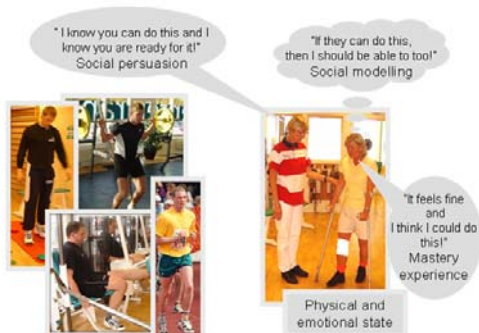 " I know you can do this and I
know you are ready for it!"
Social persuasion
"If they can do this,
then I should be able to too!"
Social modelling
"It feels fine
and
I think I could do
this!"
Mastery
experience
Physical and
emotional state